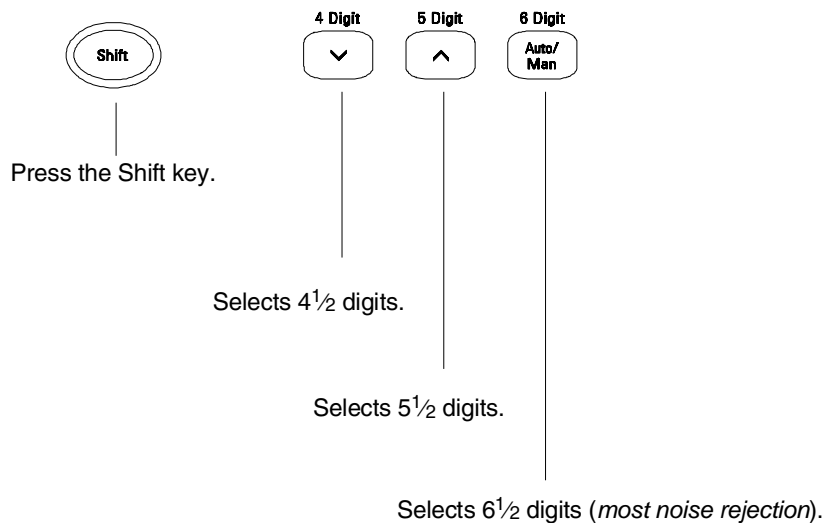 4 Digit 5 Digit 6 Digit
Shift Auto/
Man
Press the Shift key.
Selects 4½ digits.
Selects 5½ digits.
Selects 6½ digits (most noise rejection).